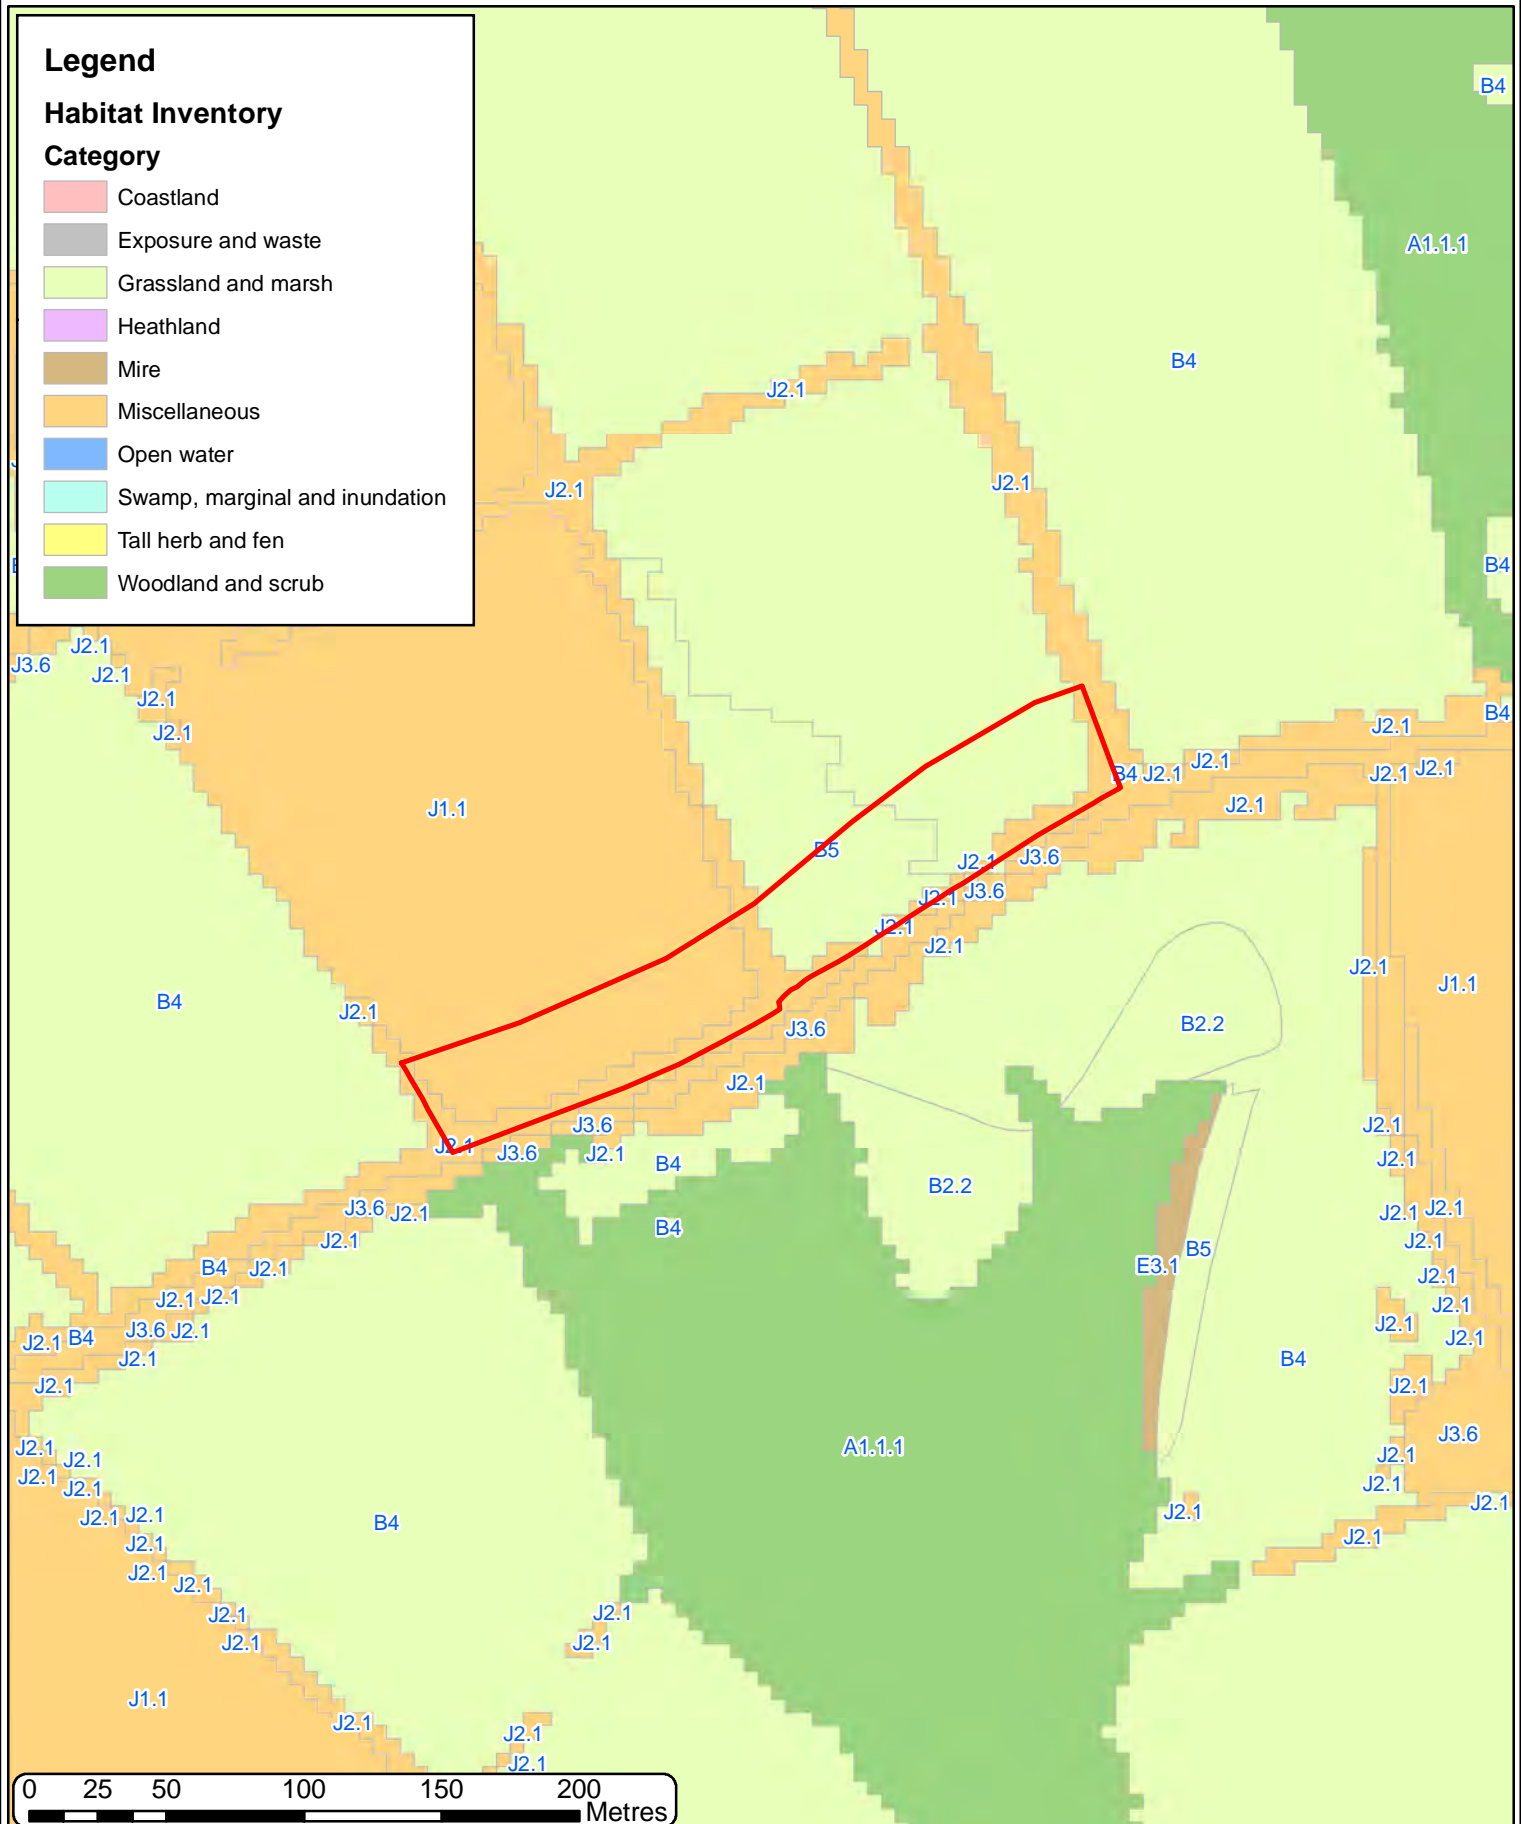 Legend
Habitat Inventory
Category
Coastland
Exposure and waste
Grassland and marsh
Heathland
Mire
Miscellaneous
Open water
Swamp, marginal and inundation
Tall herb and fen
Woodland and scrub
B4
A1.1.1
B4
J2.1
J2.1
J2.1
B4
J2.1
J3.6
J2.1
J2.1
J2.1
B4
J2.1
J2.1
B4 J2.1
J2.1 J2.1
J2.1
J1.1
B5
J2.1 J3.6
J2.1 J3.6
J2.1
J2.1
J2.1
J1.1
B4
J2.1
B2.2
J3.6
J2.1
J2.1
J3.6
J2.1
J3.6
J2.1
B4
J2.1
B2.2
J3.6
J2.1
J2.1
J2.1
B4
J2.1
B5
J2.1
E3.1
B4
J2.1
J2.1
J2.1
J2.1
J2.1
J2.1
J2.1
B4
J3.6
J2.1
J2.1
J2.1
J2.1
B4
J2.1
J2.1
J3.6
A1.1.1
J2.1
J2.1
J2.1
J2.1
J2.1
J2.1
J2.1
J2.1
J2.1
J2.1
B4
J2.1
J2.1
J2.1
J2.1
J2.1
J2.1
J2.1
J2.1
J1.1
J2.1
J2.1
J2.1
0 25 50 100 150 200
Metres